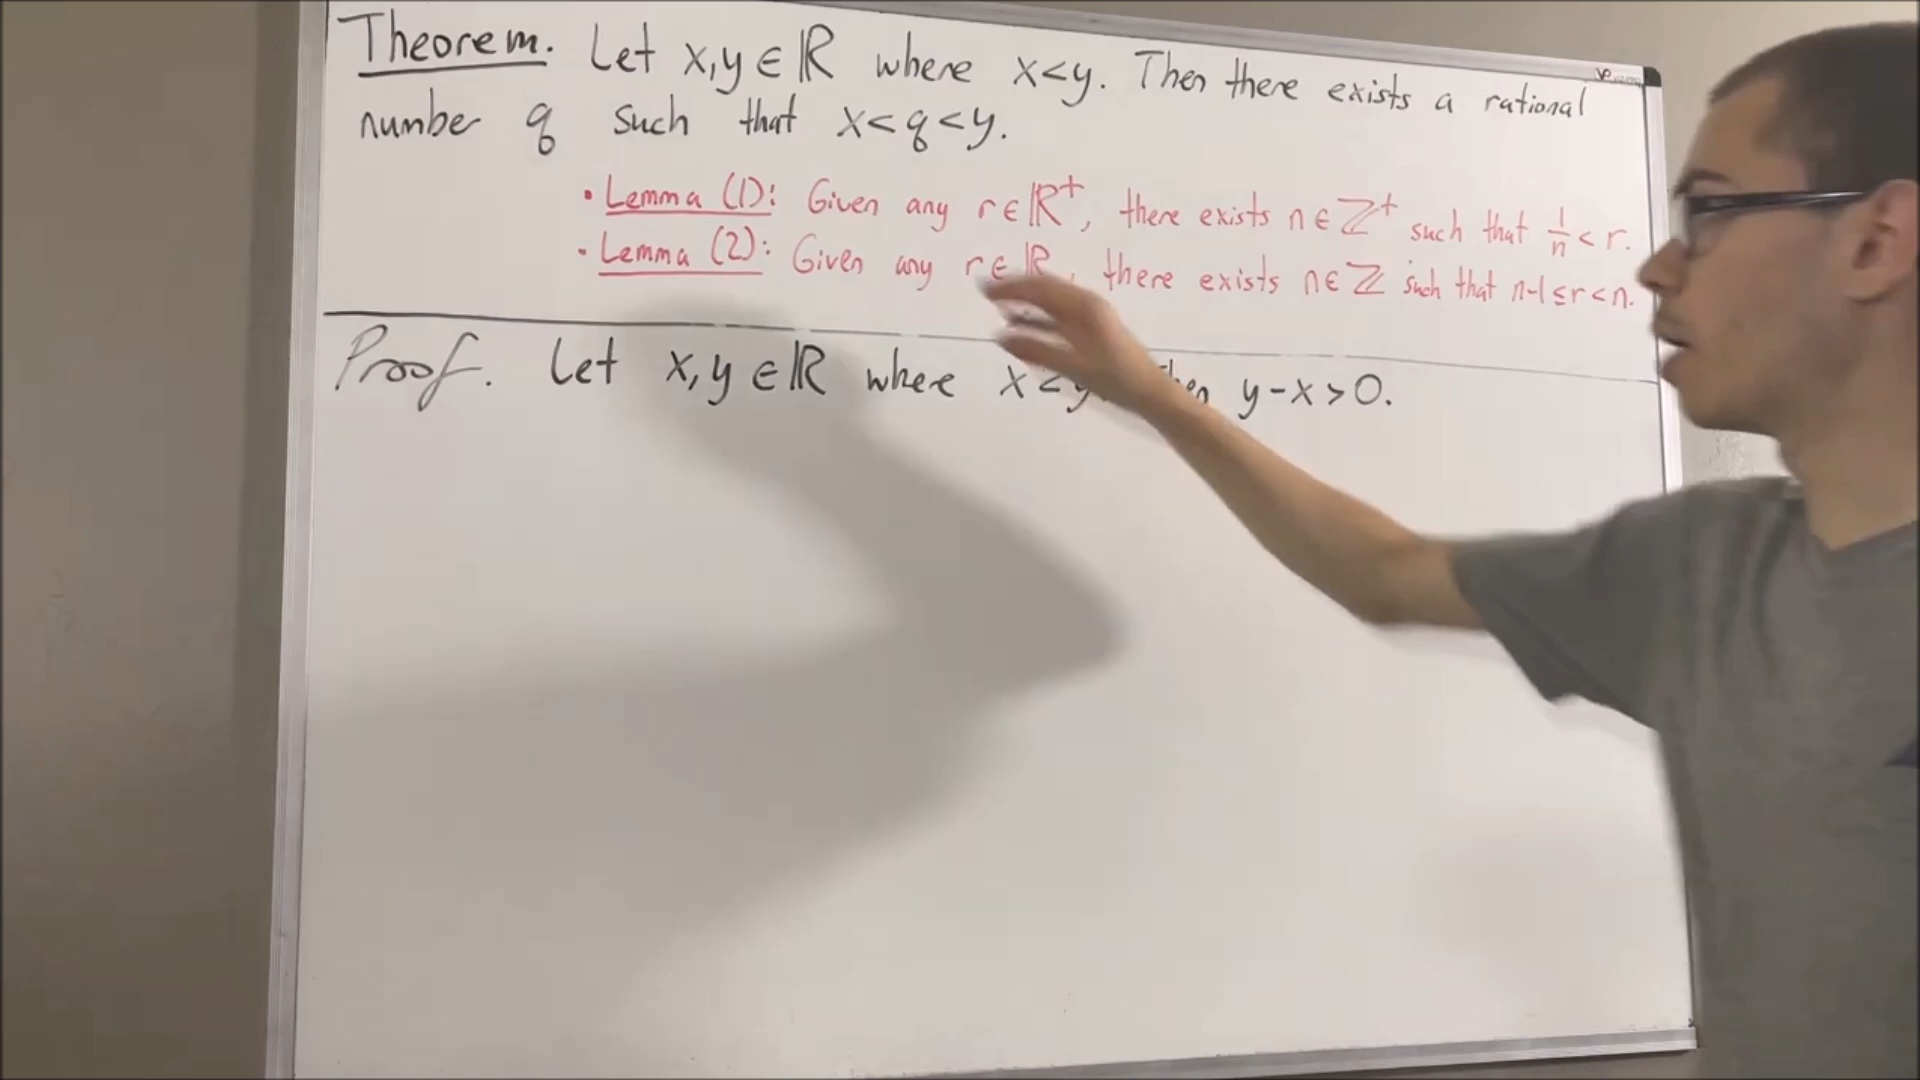 Theorem. Let x,y∈ℝ where x<y. Then there exists a rational
number q such that x<q<y.
• Lemma (1): Given any r∈ℝ⁺, there exists n∈ℤ⁺ such that 1/n < r.
• Lemma (2): Given any r∈ℝ, there exists n∈ℤ such that n-1≤r<n.
Proof. Let x,y∈ℝ where x<y. Then y-x>0.